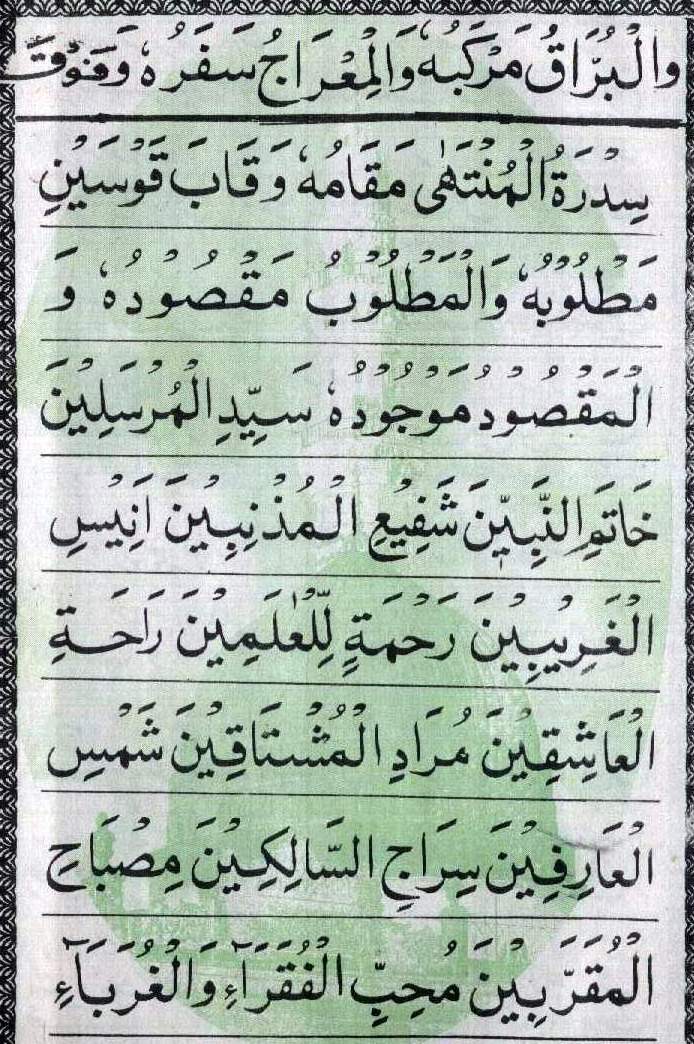 وَالْبُرَاقُ مَرْكَبُهٗ وَالْمِعْرَاجُ سَفَرُهٗ وَفَوْقَ
سِدْرَةُ الْمُنْتَهٰى مَقَامُهٗ وَقَابَ قَوْسَيْنِ
مَطْلُوْبُهٗ وَالْمَطْلُوْبُ مَقْصُوْدُهٗ وَ
الْمَقْصُوْدُ مَوْجُوْدُهٗ سَيِّدِ الْمُرْسَلِيْنَ
خَاتَمِ النَّبِيّٖنَ شَفِيْعِ الْمُذْنِبِيْنَ اَنِيْسِ
الْغَرِيْبِيْنَ رَحْمَةٍ لِّلْعٰلَمِيْنَ رَاحَةِ
الْعَاشِقِيْنَ مُرَادِ الْمُشْتَاقِيْنَ شَمْسِ
الْعَارِفِيْنَ سِرَاجِ السَّالِكِيْنَ مِصْبَاحِ
الْمُقَرَّبِيْنَ مُحِبِّ الْفُقَرَآءِ وَالْغُرَبَآءِ